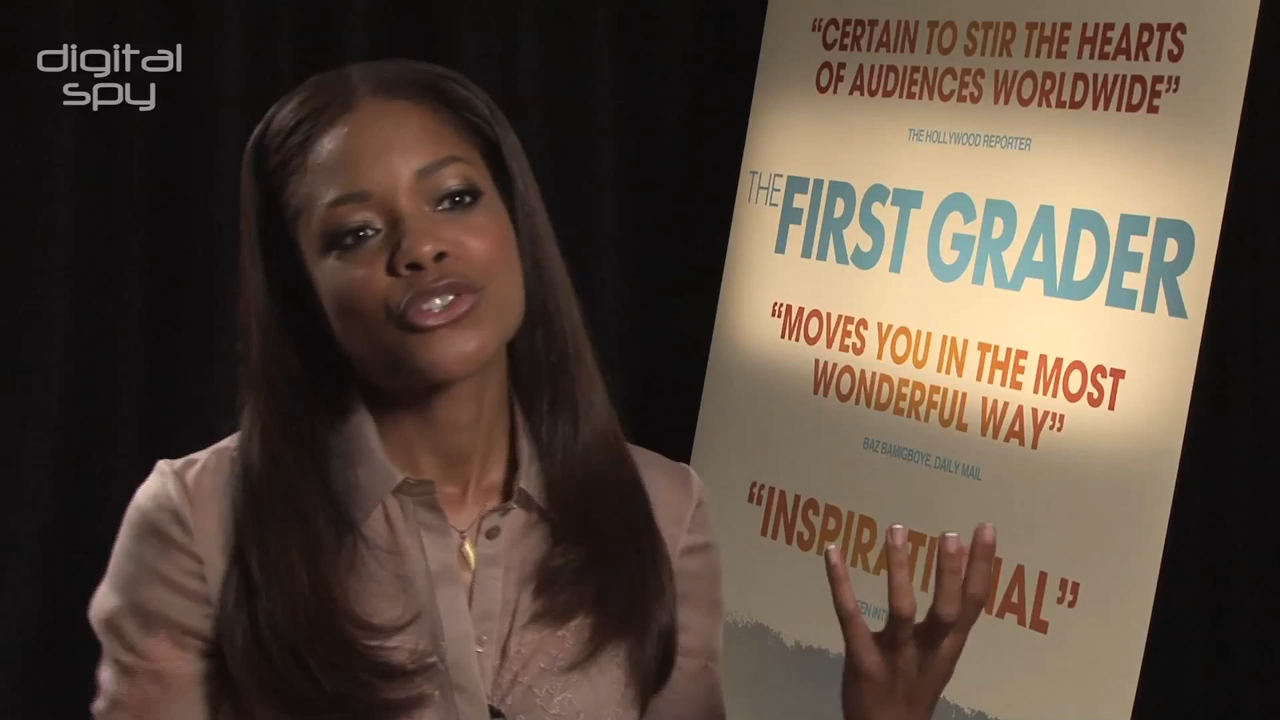 digital
spy
“CERTAIN TO STIR THE HEARTS
OF AUDIENCES WORLDWIDE”
THE HOLLYWOOD REPORTER
THE FIRST GRADER
“MOVES YOU IN THE MOST
WONDERFUL WAY”
BAZ BAMIGBOYE, DAILY MAIL
“INSPIRATIONAL”